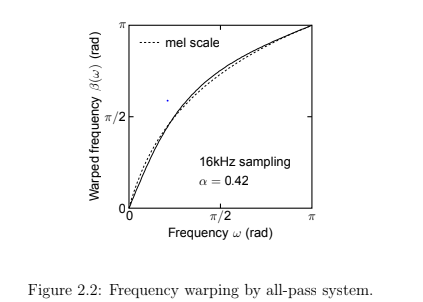 π
mel scale
Warped frequency β(ω) (rad)
π/2
16kHz sampling
α = 0.42
0
0
π/2
π
Frequency ω (rad)
Figure 2.2: Frequency warping by all-pass system.